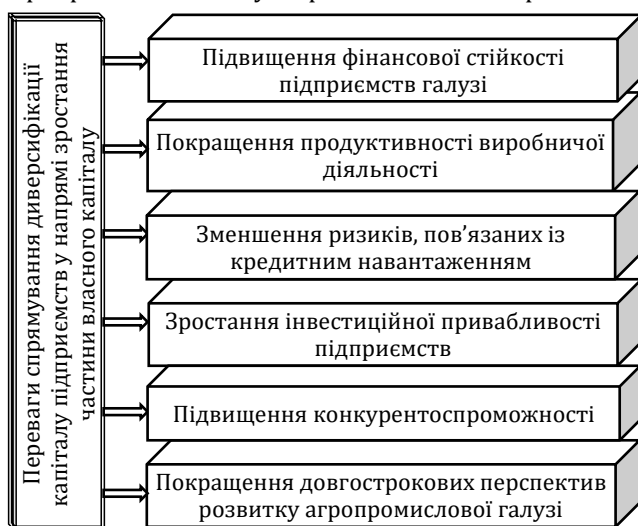 Переваги спрямування диверсифікації
капіталу підприємств у напрямі зростання
частини власного капіталу
Підвищення фінансової стійкості
підприємств галузі
Покращення продуктивності виробничої
діяльності
Зменшення ризиків, пов’язаних із
кредитним навантаженням
Зростання інвестиційної привабливості
підприємств
Підвищення конкурентоспроможності
Покращення довгострокових перспектив
розвитку агропромислової галузі